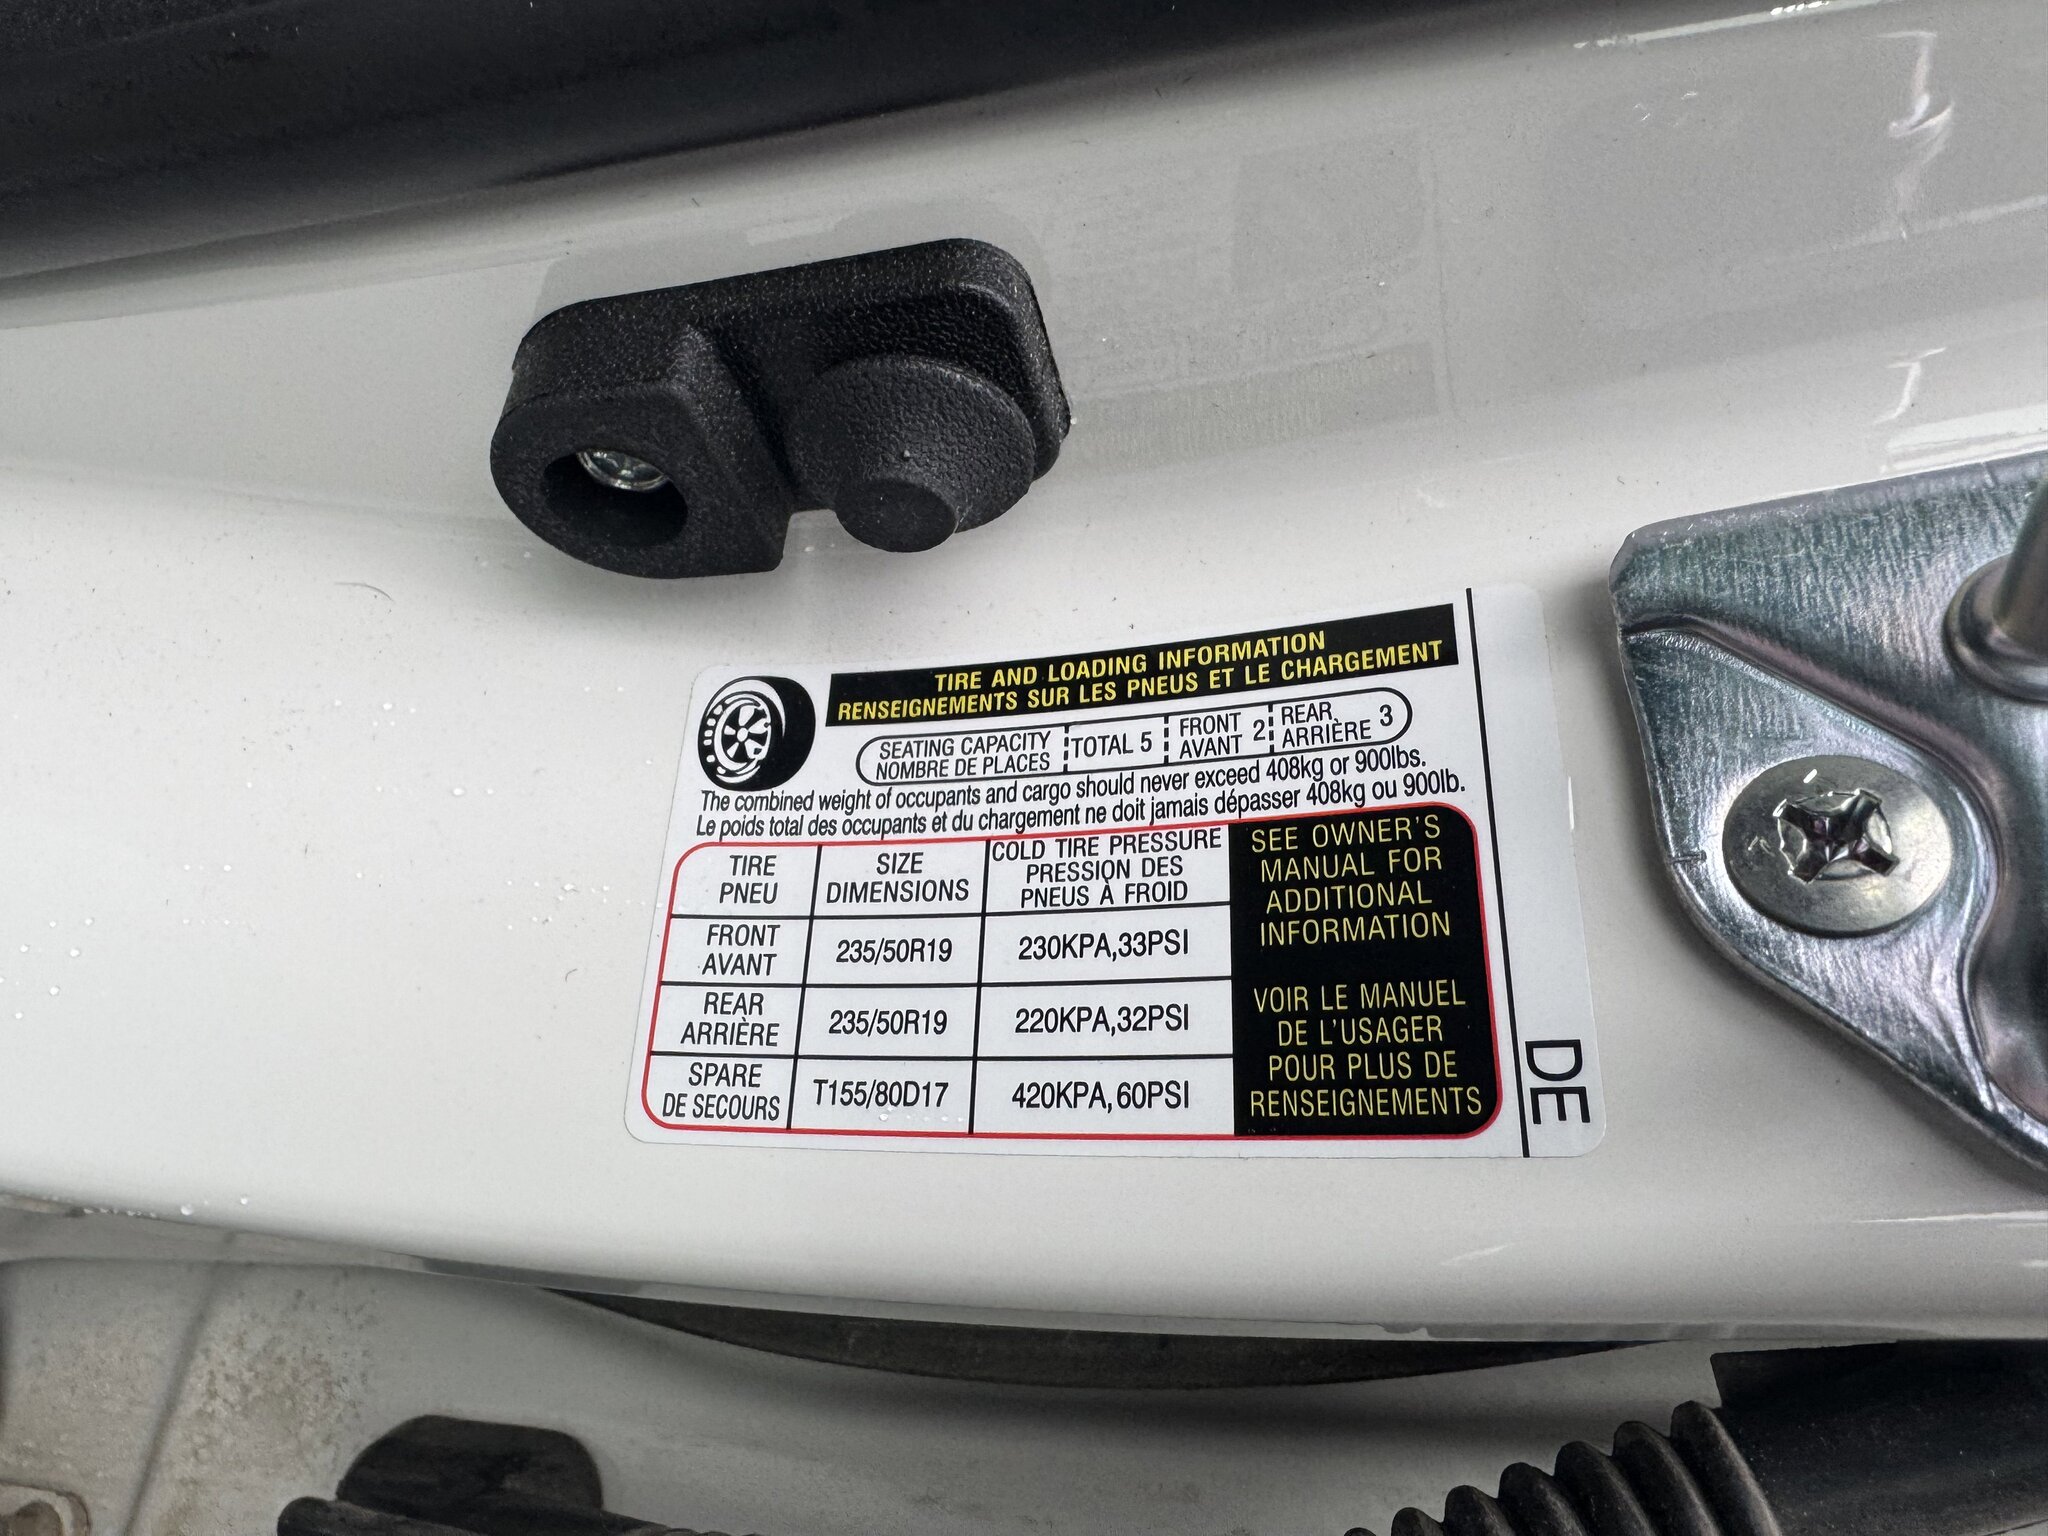 TIRE AND LOADING INFORMATION
RENSEIGNEMENTS SUR LES PNEUS ET LE CHARGEMENT
SEATING CAPACITY TOTAL 5 FRONT 2 REAR 3
NOMBRE DE PLACES AVANT ARRIÈRE
The combined weight of occupants and cargo should never exceed 408kg or 900lbs.
Le poids total des occupants et du chargement ne doit jamais dépasser 408kg ou 900lb.
TIRE
PNEU
SIZE
DIMENSIONS
COLD TIRE PRESSURE
PRESSION DES
PNEUS À FROID
FRONT
AVANT
235/50R19
230KPA,33PSI
REAR
ARRIÈRE
235/50R19
220KPA,32PSI
SPARE
DE SECOURS
T155/80D17
420KPA,60PSI
SEE OWNER'S
MANUAL FOR
ADDITIONAL
INFORMATION
VOIR LE MANUEL
DE L'USAGER
POUR PLUS DE
RENSEIGNEMENTS
DE